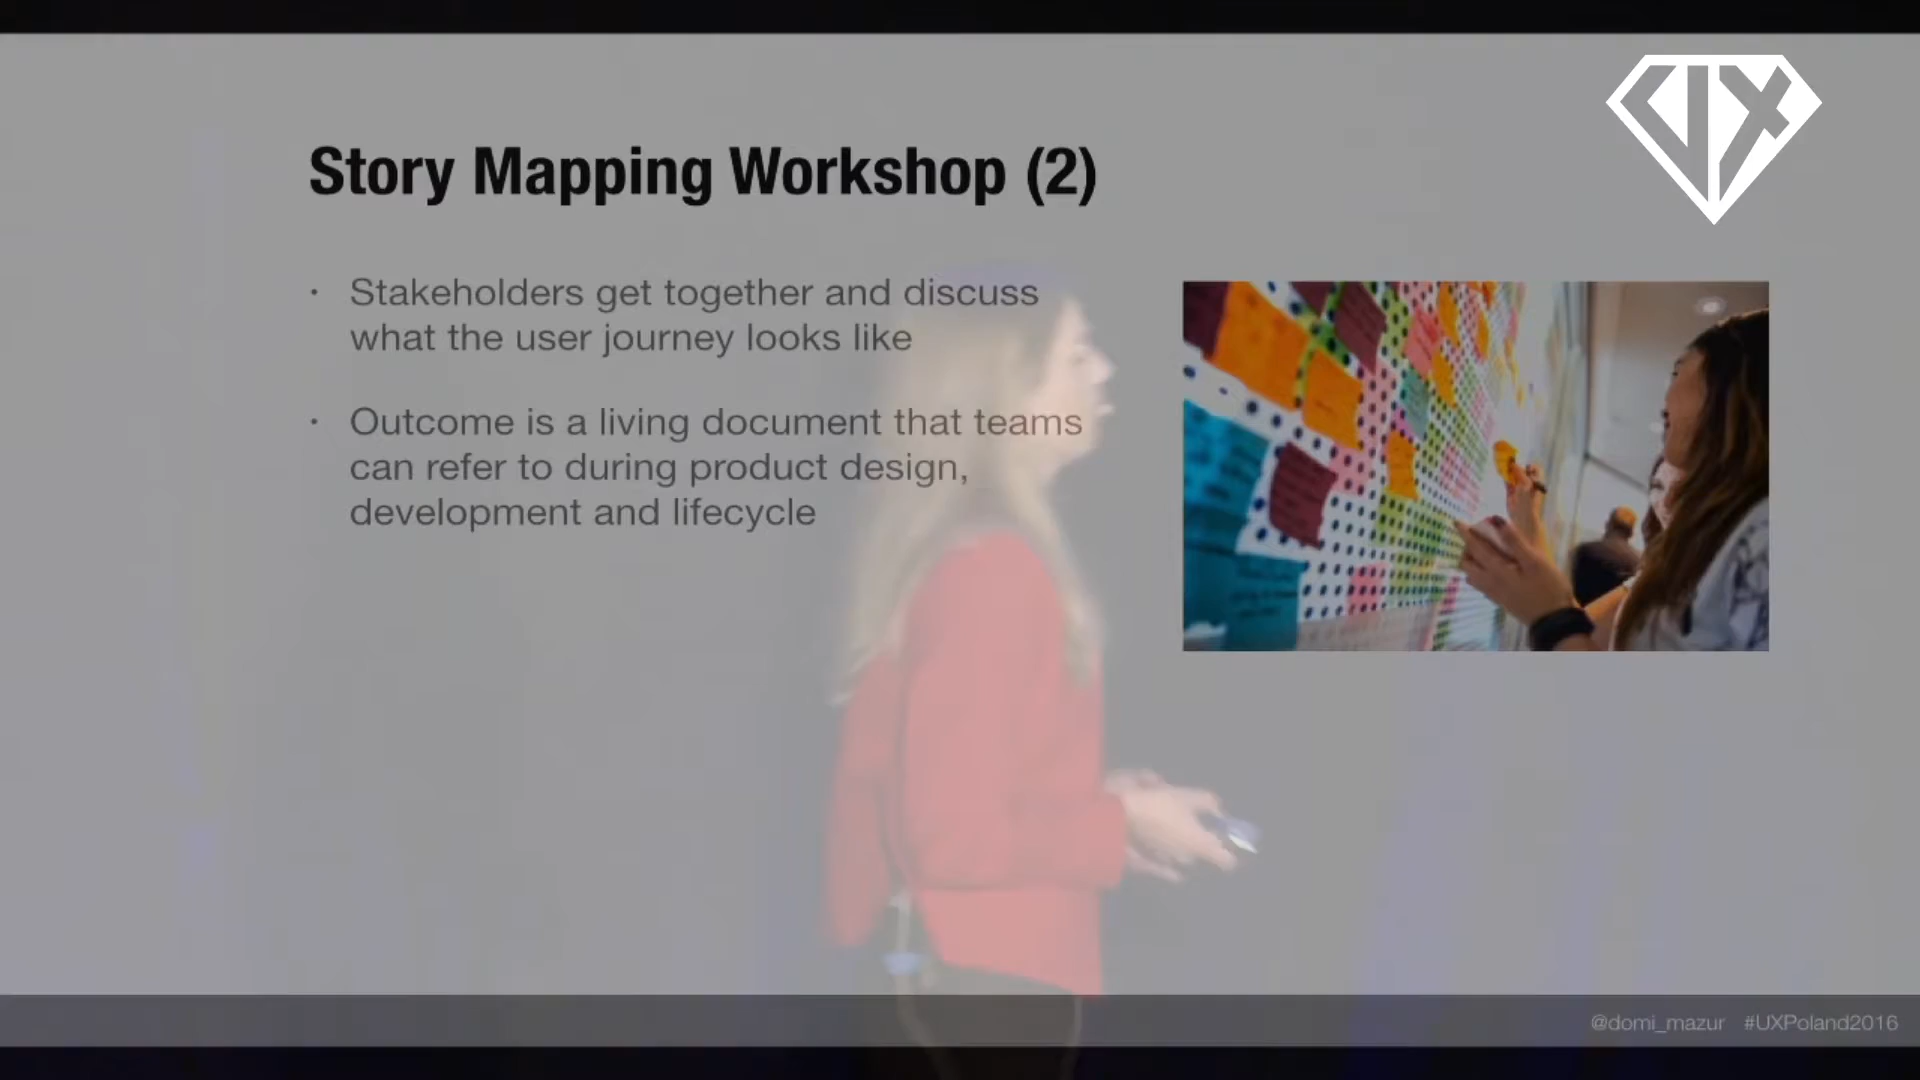 UX
Story Mapping Workshop (2)
• Stakeholders get together and discuss
what the user journey looks like
• Outcome is a living document that teams
can refer to during product design,
development and lifecycle
@domi_mazur #UXPoland2016